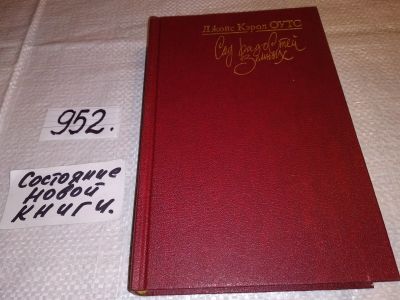 Джойс Кэрол ОУТС
Сад радостей
земных
952.
Состояние
Новой
книги.